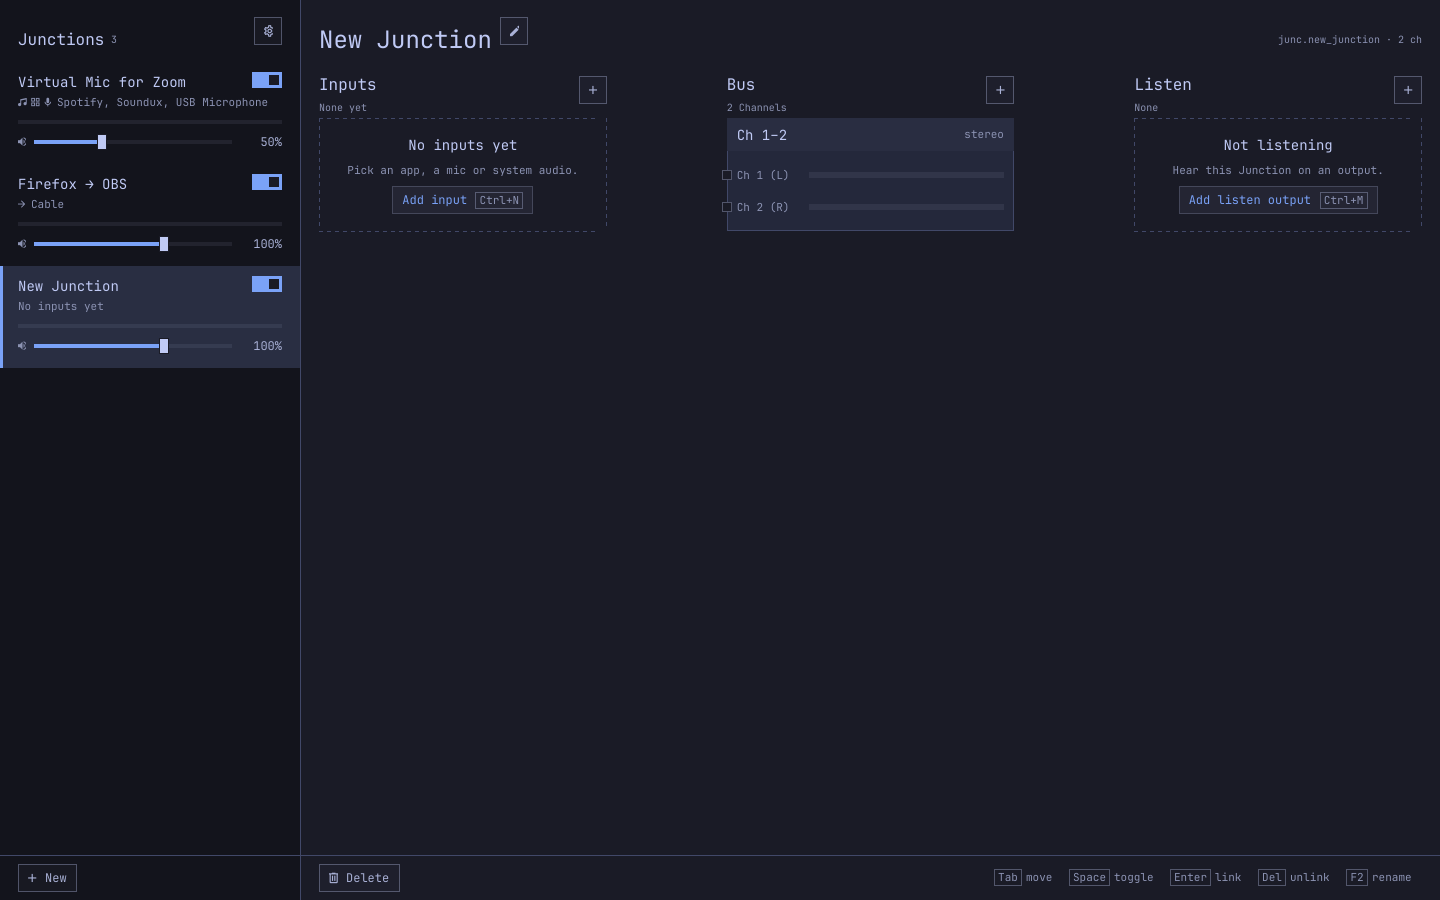 Junctions 3
Virtual Mic for Zoom
Spotify, Soundux, USB Microphone
50%
Firefox → OBS
→ Cable
100%
New Junction
No inputs yet
100%
+ New
New Junction
junc.new_junction · 2 ch
Inputs
+
None yet
No inputs yet
Pick an app, a mic or system audio.
Add input Ctrl+N
Bus
+
2 Channels
Ch 1–2 stereo
Ch 1 (L)
Ch 2 (R)
Listen
+
None
Not listening
Hear this Junction on an output.
Add listen output Ctrl+M
Delete
Tab move Space toggle Enter link Del unlink F2 rename